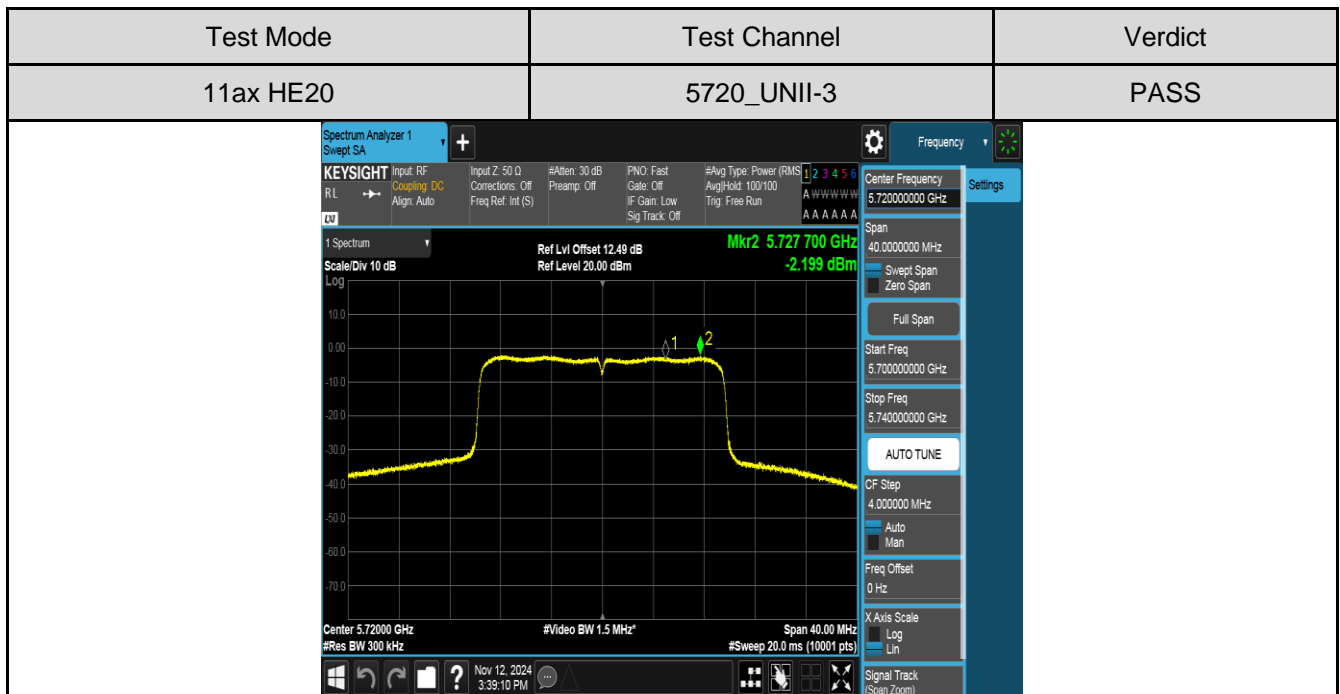 Test Mode Test Channel Verdict
11ax HE20 5720_UNII-3 PASS
Spectrum Analyzer 1
Swept SA
+
Frequency
KEYSIGHT Input: RF
RL Coupling: DC
Align: Auto
LXI
Input Z: 50 Ω
Corrections: Off
Freq Ref: Int (S)
#Atten: 30 dB
Preamp: Off
PNO: Fast
Gate: Off
IF Gain: Low
Sig Track: Off
#Avg Type: Power (RMS
Avg|Hold: 100/100
Trig: Free Run
1 2 3 4 5 6
A W W W W W
A A A A A A
1 Spectrum
Scale/Div 10 dB
Log
Ref Lvl Offset 12.49 dB
Ref Level 20.00 dBm
Mkr2 5.727 700 GHz
-2.199 dBm
10.0
0.00
-10.0
-20.0
-30.0
-40.0
-50.0
-60.0
-70.0
1
2
Center 5.72000 GHz
#Res BW 300 kHz
#Video BW 1.5 MHz*
Span 40.00 MHz
#Sweep 20.0 ms (10001 pts)
?
Nov 12, 2024
3:39:10 PM
Center Frequency
5.720000000 GHz
Span
40.0000000 MHz
Swept Span
Zero Span
Full Span
Start Freq
5.700000000 GHz
Stop Freq
5.740000000 GHz
AUTO TUNE
CF Step
4.000000 MHz
Auto
Man
Freq Offset
0 Hz
X Axis Scale
Log
Lin
Signal Track
(Span Zoom)
Settings